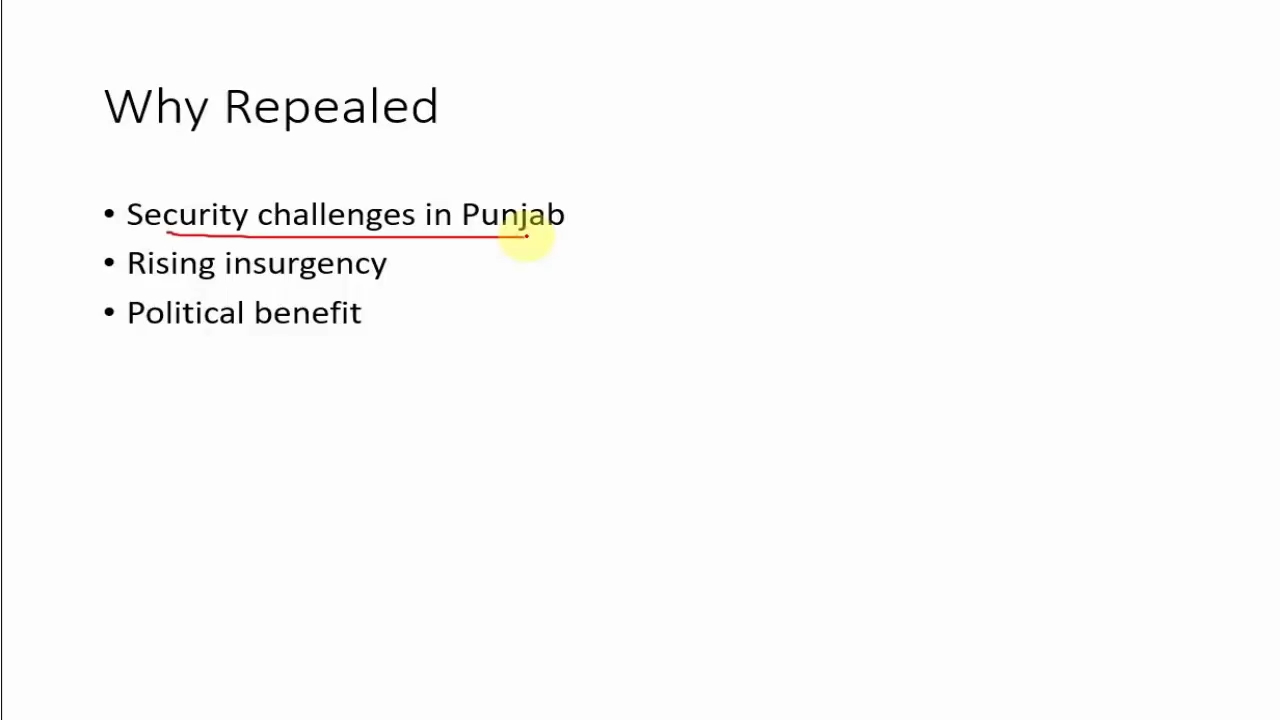 Why Repealed
• Security challenges in Punjab
• Rising insurgency
• Political benefit